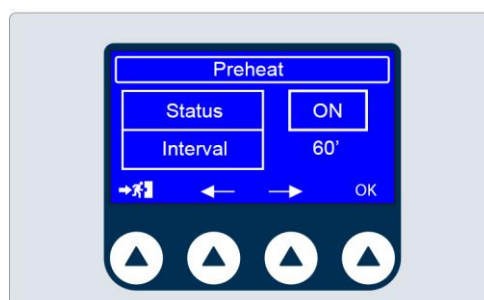 Preheat
Status ON
Interval 60’
OK